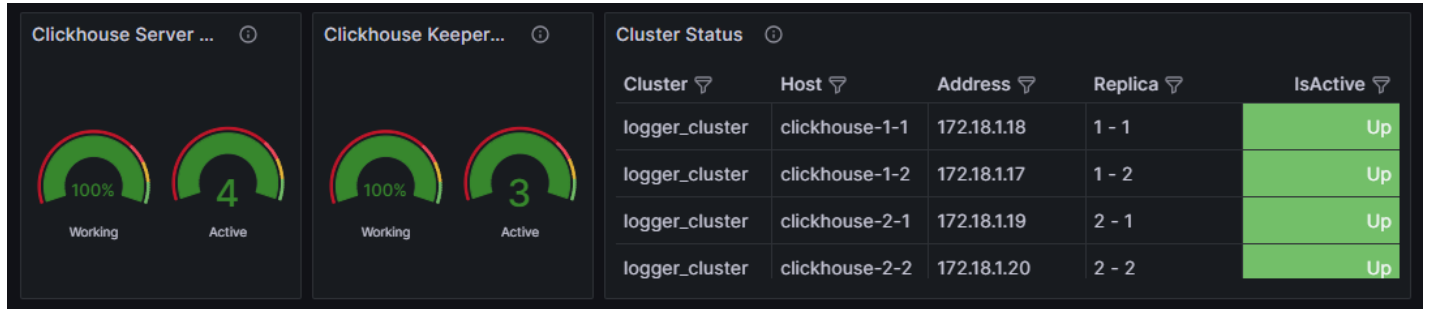 Clickhouse Server ...
100%
Working
4
Active
Clickhouse Keeper...
100%
Working
3
Active
Cluster Status
Cluster Host Address Replica IsActive
logger_cluster clickhouse-1-1 172.18.1.18 1 - 1 Up
logger_cluster clickhouse-1-2 172.18.1.17 1 - 2 Up
logger_cluster clickhouse-2-1 172.18.1.19 2 - 1 Up
logger_cluster clickhouse-2-2 172.18.1.20 2 - 2 Up